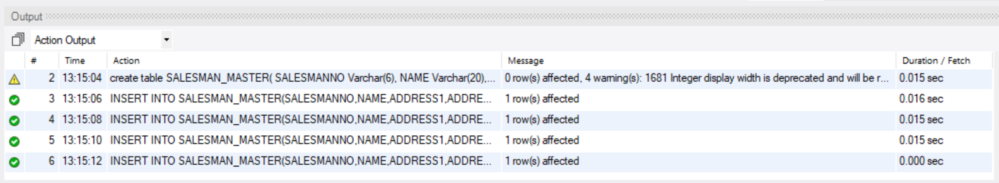 Output
Action Output
# Time Action Message Duration / Fetch
2 13:15:04 create table SALESMAN_MASTER( SALESMANNO Varchar(6), NAME Varchar(20),... 0 row(s) affected, 4 warning(s): 1681 Integer display width is deprecated and will be r... 0.015 sec
3 13:15:06 INSERT INTO SALESMAN_MASTER(SALESMANNO,NAME,ADDRESS1,ADDRE... 1 row(s) affected 0.016 sec
4 13:15:08 INSERT INTO SALESMAN_MASTER(SALESMANNO,NAME,ADDRESS1,ADDRE... 1 row(s) affected 0.015 sec
5 13:15:10 INSERT INTO SALESMAN_MASTER(SALESMANNO,NAME,ADDRESS1,ADDRE... 1 row(s) affected 0.015 sec
6 13:15:12 INSERT INTO SALESMAN_MASTER(SALESMANNO,NAME,ADDRESS1,ADDRE... 1 row(s) affected 0.000 sec